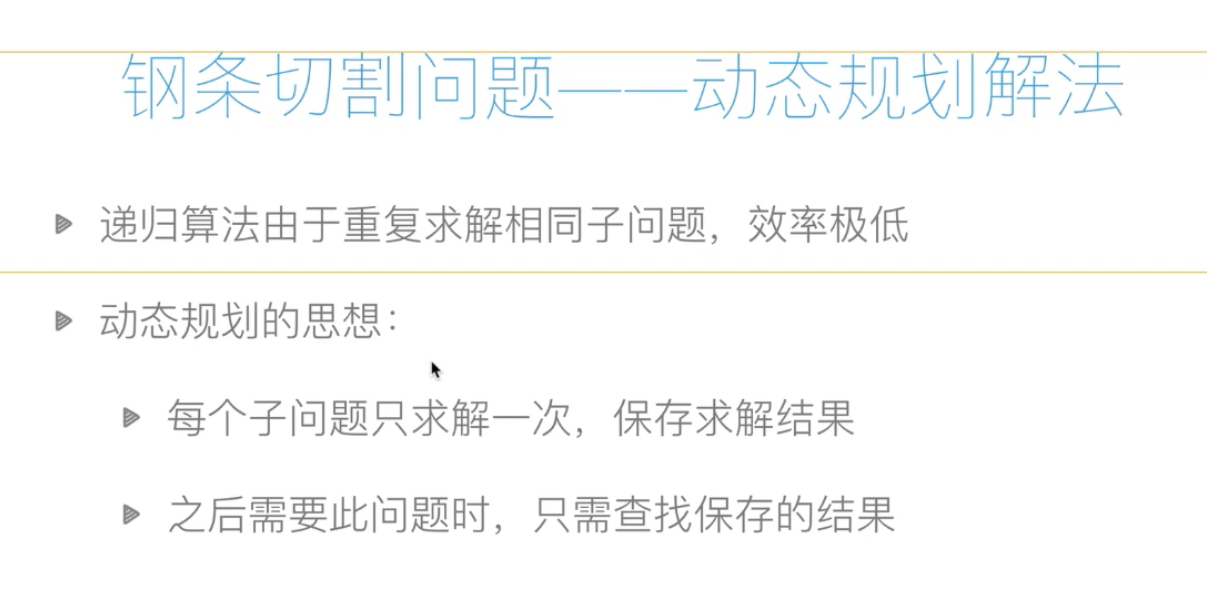 钢条切割问题——动态规划解法
递归算法由于重复求解相同子问题，效率极低
动态规划的思想：
每个子问题只求解一次，保存求解结果
之后需要此问题时，只需查找保存的结果